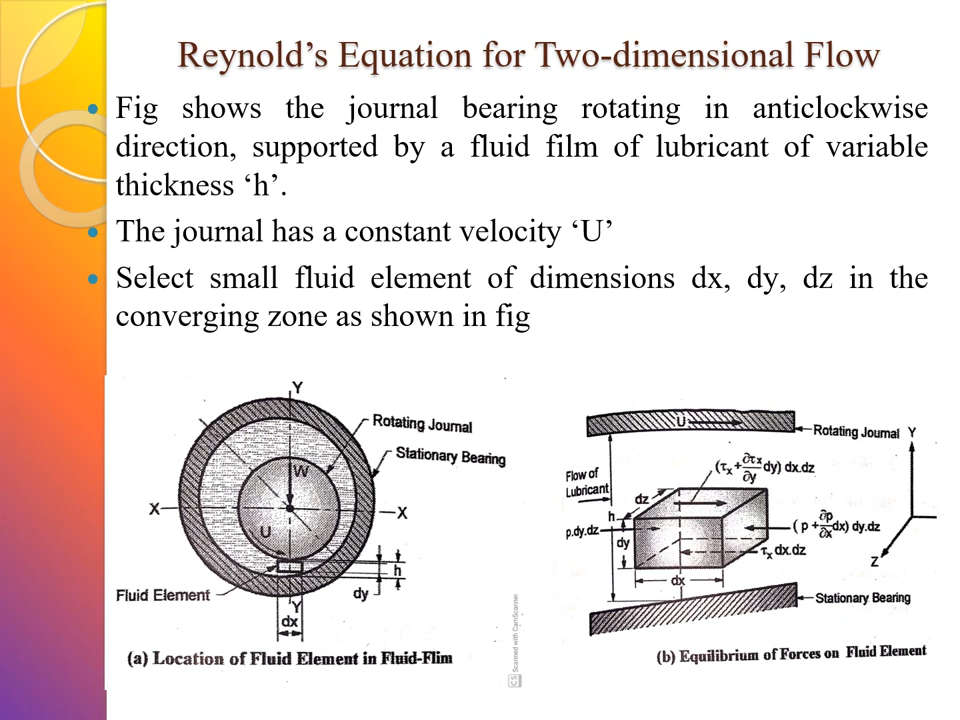 Reynold’s Equation for Two-dimensional Flow
• Fig shows the journal bearing rotating in anticlockwise
direction, supported by a fluid film of lubricant of variable
thickness ‘h’.
• The journal has a constant velocity ‘U’
• Select small fluid element of dimensions dx, dy, dz in the
converging zone as shown in fig
Y
Rotating Journal
Stationary Bearing
W
X
X
U
h
Fluid Element
dy
Y
dx
(a) Location of Fluid Element in Fluid-Flim
CS Scanned with CamScanner
U
Rotating Journal
Y
(τx + ∂τx/∂y dy) dx.dz
Flow of
Lubricant
dz
h
p.dy.dz
(p + ∂p/∂x dx) dy.dz
dy
τx dx.dz
Z
dx
Stationary Bearing
(b) Equilibrium of Forces on Fluid Element